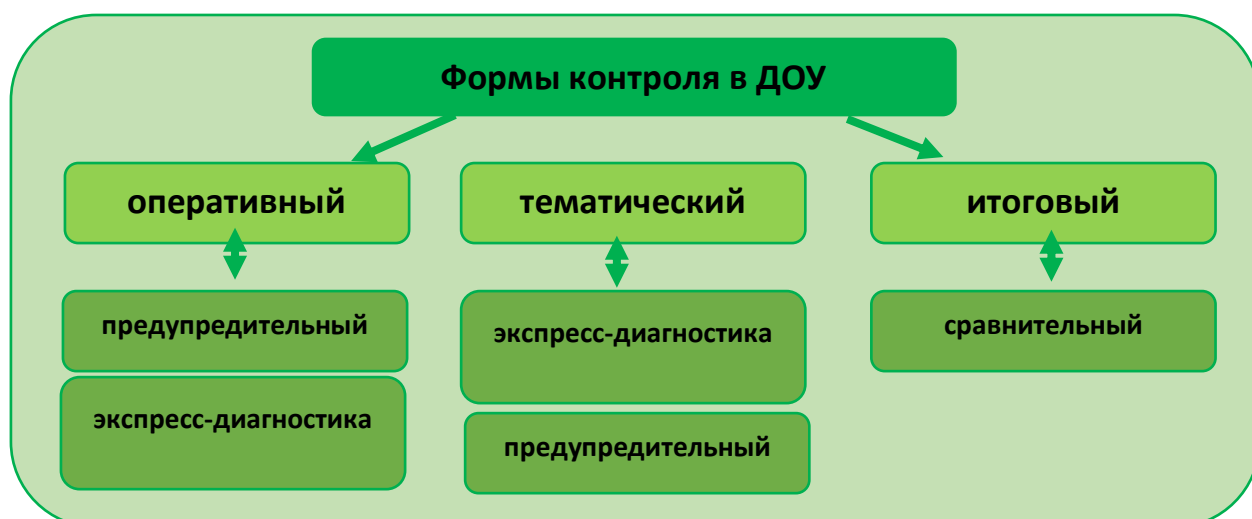 Формы контроля в ДОУ
оперативный
тематический
итоговый
предупредительный
экспресс-диагностика
сравнительный
экспресс-диагностика
предупредительный